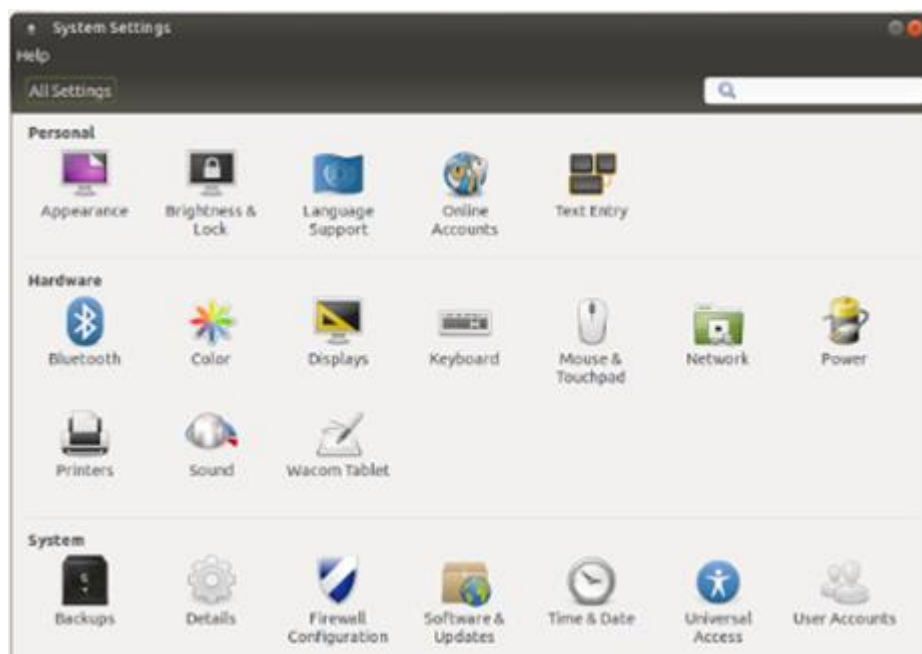 System Settings
Help
All Settings
Personal
Appearance
Brightness &
Lock
Language
Support
Online
Accounts
Text Entry
Hardware
Bluetooth
Color
Displays
Keyboard
Mouse &
Touchpad
Network
Power
Printers
Sound
Wacom Tablet
System
Backups
Details
Firewall
Configuration
Software &
Updates
Time & Date
Universal
Access
User Accounts